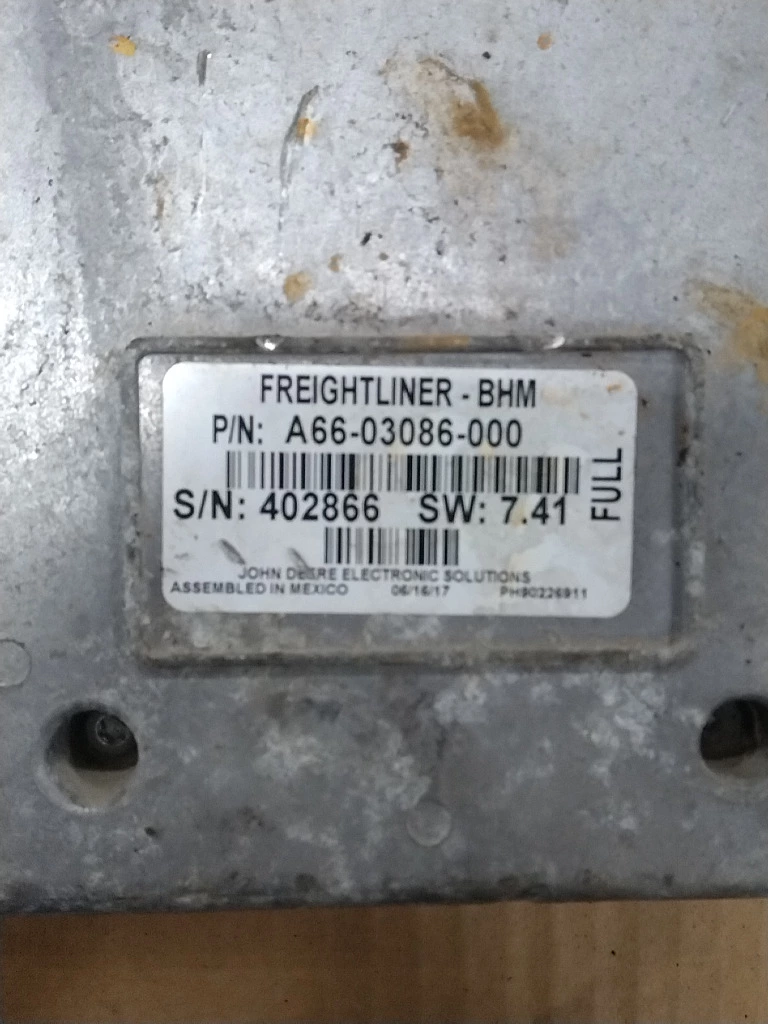 FREIGHTLINER - BHM
P/N: A66-03086-000
S/N: 402866 SW: 7.41
FULL
JOHN DEERE ELECTRONIC SOLUTIONS
ASSEMBLED IN MEXICO 06/16/17 PH90226911